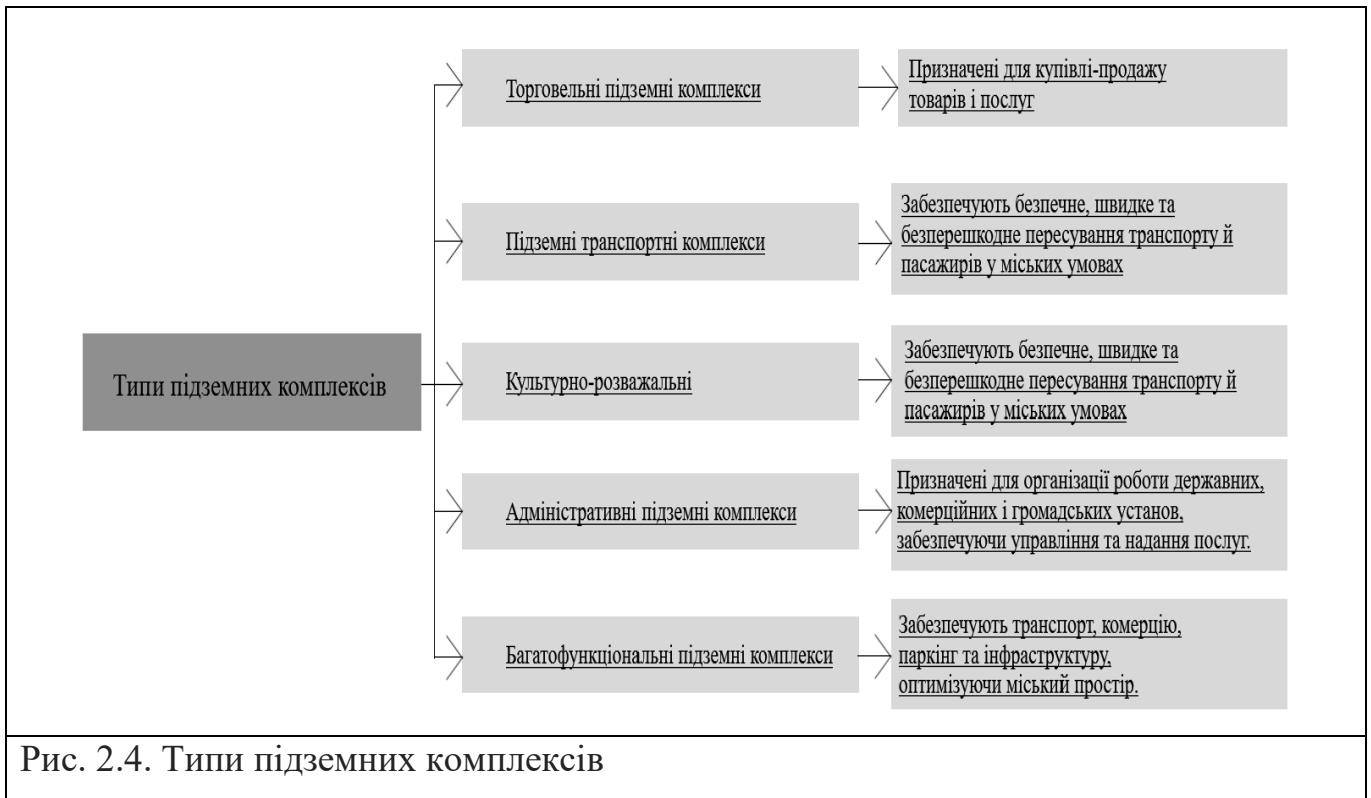 Торговельні підземні комплекси
Призначені для купівлі-продажу
товарів і послуг
Підземні транспортні комплекси
Забезпечують безпечне, швидке та
безперешкодне пересування транспорту й
пасажирів у міських умовах
Типи підземних комплексів
Культурно-розважальні
Забезпечують безпечне, швидке та
безперешкодне пересування транспорту й
пасажирів у міських умовах
Адміністративні підземні комплекси
Призначені для організації роботи державних,
комерційних і громадських установ,
забезпечуючи управління та надання послуг.
Багатофункціональні підземні комплекси
Забезпечують транспорт, комерцію,
паркінг та інфраструктуру,
оптимізуючи міський простір.
Рис. 2.4. Типи підземних комплексів